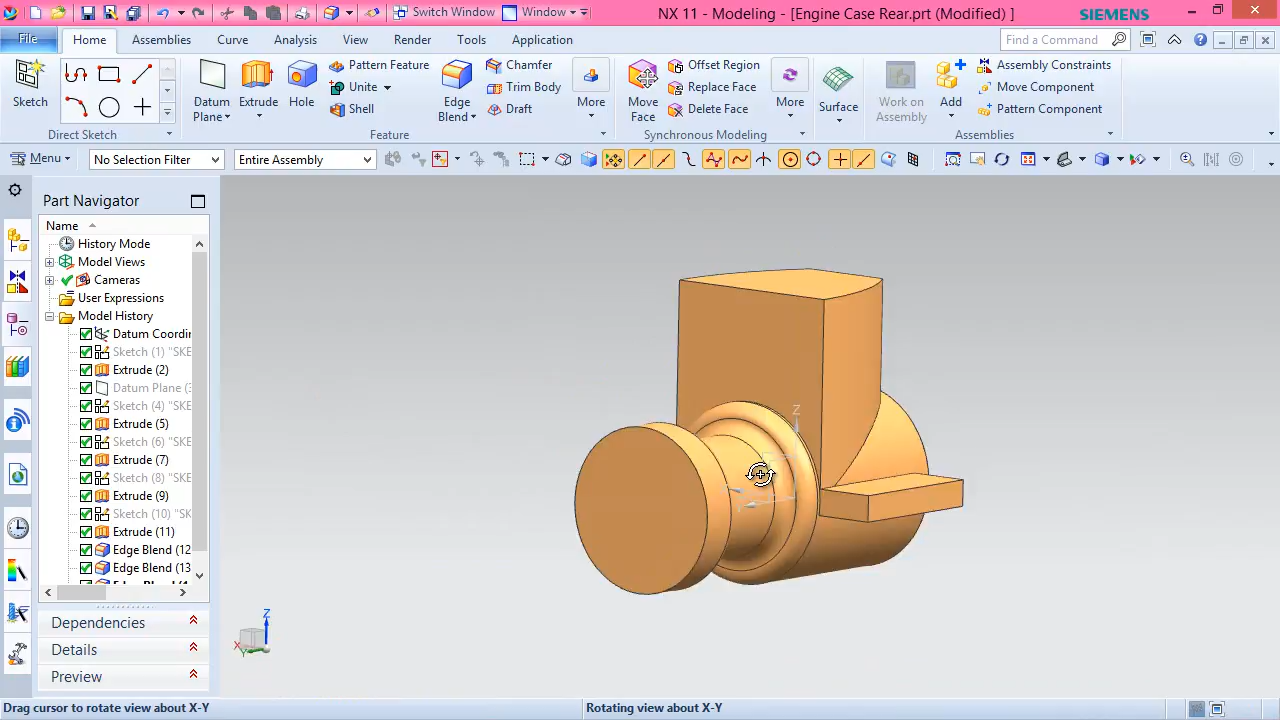 Switch Window
Window
NX 11 - Modeling - [Engine Case Rear.prt (Modified) ]
SIEMENS
File
Home
Assemblies
Curve
Analysis
View
Render
Tools
Application
Find a Command
Sketch
Direct Sketch
Datum
Plane
Extrude
Hole
Pattern Feature
Unite
Shell
Edge
Blend
Chamfer
Trim Body
Draft
More
Feature
Move
Face
Offset Region
Replace Face
Delete Face
More
Synchronous Modeling
Surface
Work on
Assembly
Add
Assembly Constraints
Move Component
Pattern Component
Assemblies
Menu
No Selection Filter
Entire Assembly
Part Navigator
Name
History Mode
Model Views
Cameras
User Expressions
Model History
Datum Coordin
Sketch (1) "SKE
Extrude (2)
Datum Plane (3
Sketch (4) "SKE
Extrude (5)
Sketch (6) "SKE
Extrude (7)
Sketch (8) "SKE
Extrude (9)
Sketch (10) "SKE
Extrude (11)
Edge Blend (12
Edge Blend (13
Dependencies
Details
Preview
Z
Z
X
Y
Drag cursor to rotate view about X-Y
Rotating view about X-Y